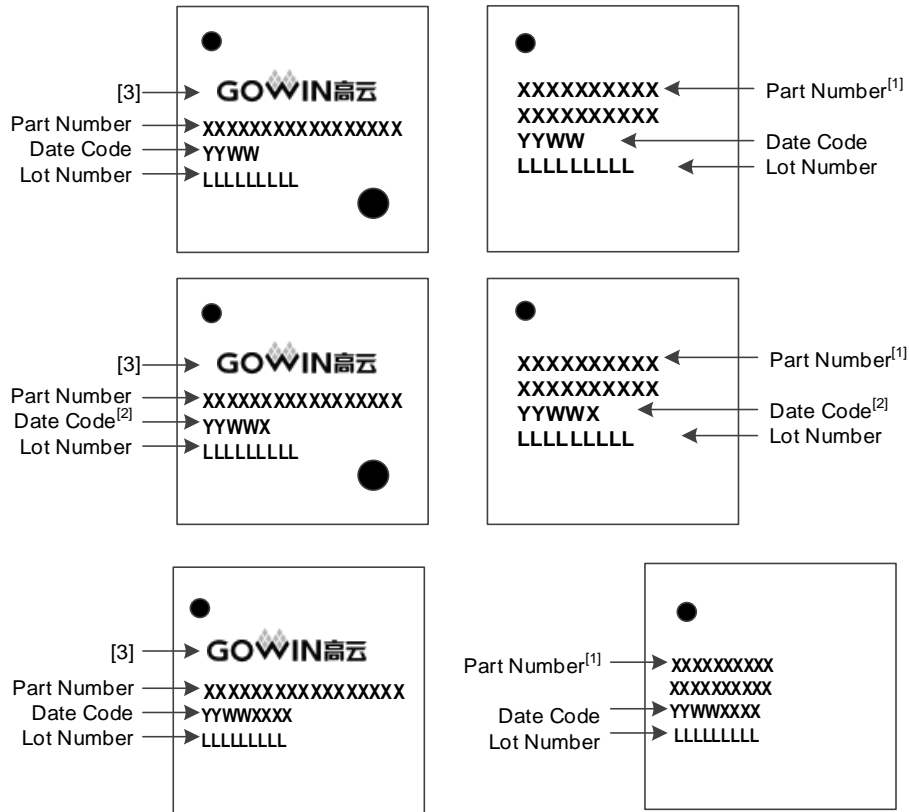 [3]
GOWIN高云
Part Number
XXXXXXXXXXXXXXXXX
Date Code
YYWW
Lot Number
LLLLLLLLL
XXXXXXXXXX
Part Number[1]
XXXXXXXXXX
YYWW
Date Code
LLLLLLLLL
Lot Number
[3]
GOWIN高云
Part Number
XXXXXXXXXXXXXXXXX
Date Code[2]
YYWWX
Lot Number
LLLLLLLLL
XXXXXXXXXX
Part Number[1]
XXXXXXXXXX
YYWWX
Date Code[2]
LLLLLLLLL
Lot Number
[3]
GOWIN高云
Part Number
XXXXXXXXXXXXXXXXX
Date Code
YYWWXXXX
Lot Number
LLLLLLLLL
Part Number[1]
XXXXXXXXXX
XXXXXXXXXX
Date Code
YYWWXXXX
Lot Number
LLLLLLLLL